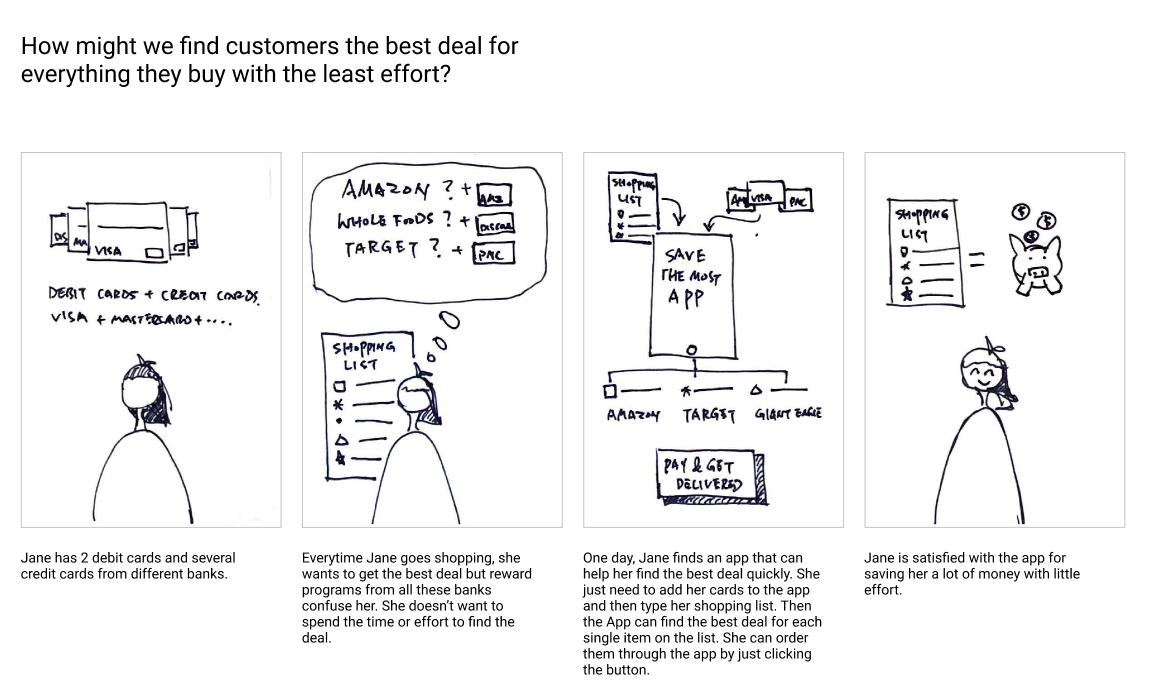 How might we find customers the best deal for
everything they buy with the least effort?
DIS
MA
VISA
DEBIT CARDS + CREDIT CARDS.
VISA + MASTERCARD + ....
AMAZON ? +
WHOLE FOODS ? + DISCOVER
TARGET ? + PNC
SHOPPING
LIST
SHOPPING
LIST
AM VISA PNC
SAVE
THE MOST
APP
AMAZON TARGET GIANT EAGLE
PAY & GET
DELIVERED
SHOPPING
LIST
=
Jane has 2 debit cards and several
credit cards from different banks.
Everytime Jane goes shopping, she
wants to get the best deal but reward
programs from all these banks
confuse her. She doesn't want to
spend the time or effort to find the
deal.
One day, Jane finds an app that can
help her find the best deal quickly. She
just need to add her cards to the app
and then type her shopping list. Then
the App can find the best deal for each
single item on the list. She can order
them through the app by just clicking
the button.
Jane is satisfied with the app for
saving her a lot of money with little
effort.